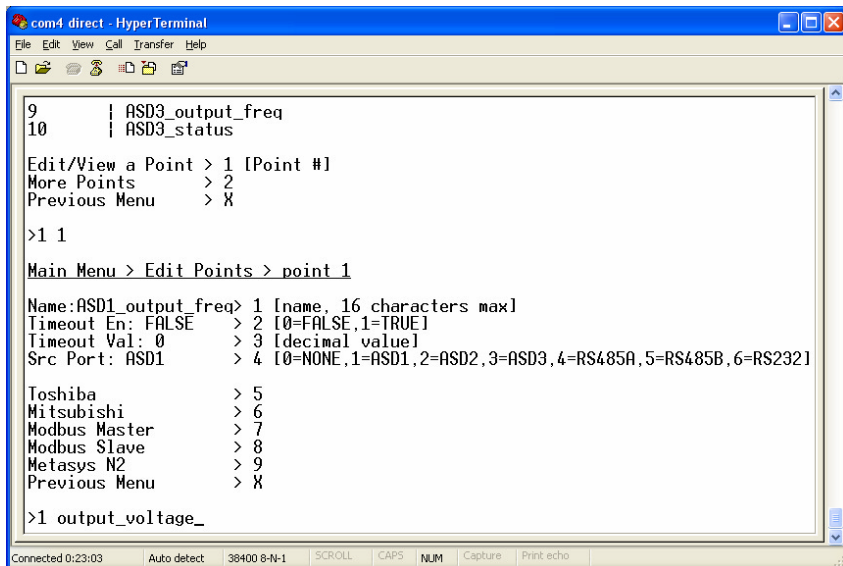 com4 direct - HyperTerminal
File Edit View Call Transfer Help
9 | ASD3_output_freq
10 | ASD3_status
Edit/View a Point > 1 [Point #]
More Points > 2
Previous Menu > X
>1 1
Main Menu > Edit Points > point 1
Name:ASD1_output_freq> 1 [name, 16 characters max]
Timeout En: FALSE > 2 [0=FALSE,1=TRUE]
Timeout Val: 0 > 3 [decimal value]
Src Port: ASD1 > 4 [0=NONE,1=ASD1,2=ASD2,3=ASD3,4=RS485A,5=RS485B,6=RS232]
Toshiba > 5
Mitsubishi > 6
Modbus Master > 7
Modbus Slave > 8
Metasys N2 > 9
Previous Menu > X
>1 output_voltage_
Connected 0:23:03 Auto detect 38400 8-N-1 SCROLL CAPS NUM Capture Print echo